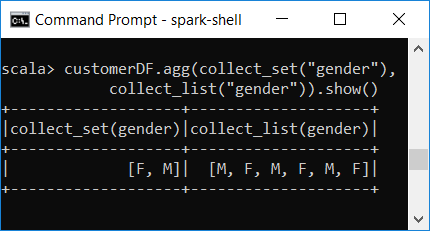 Command Prompt - spark-shell
scala> customerDF.agg(collect_set("gender"),
collect_list("gender")).show()
+-----------------+------------------+
|collect_set(gender)|collect_list(gender)|
+-----------------+------------------+
|             [F, M]|  [M, F, M, F, M, F]|
+-----------------+------------------+